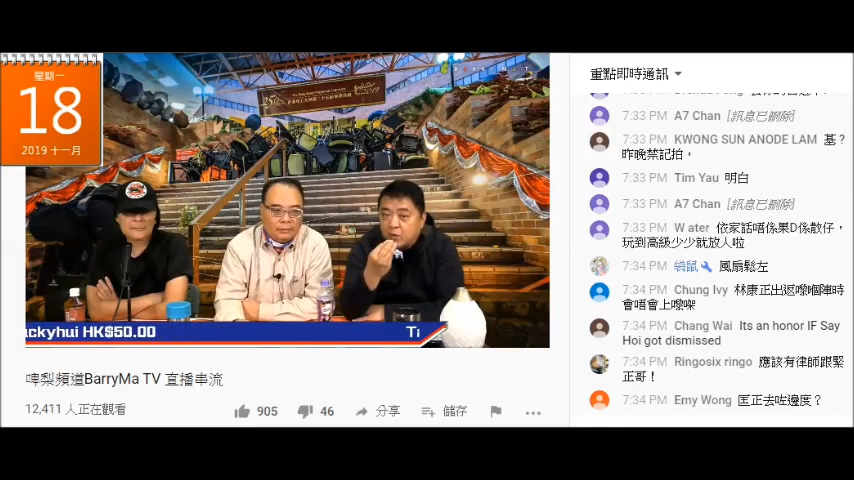 星期一
18
2019 十一月
2019
ackyhui HK$50.00
啤梨頻道BarryMa TV 直播串流
12,411 人正在觀看
905
46
分享
儲存
重點即時通訊
7:33 PM A7 Chan [訊息已刪除]
7:33 PM KWONG SUN ANODE LAM 基?
昨晚禁記抬,
7:33 PM Tim Yau 明白
7:33 PM A7 Chan [訊息已刪除]
7:33 PM W ater 依家話唔係果D係散仔,
玩到高級少少就放人啦
7:34 PM 袋鼠 風扇鬆左
7:34 PM Chung Ivy 林康正出返嚟嗰陣時
會唔會上嚟㗎
7:34 PM Chang Wai Its an honor IF Say
Hoi got dismissed
7:34 PM Ringosix ringo 應該有律師跟緊
正哥!
7:34 PM Emy Wong 匡正去咗邊度?